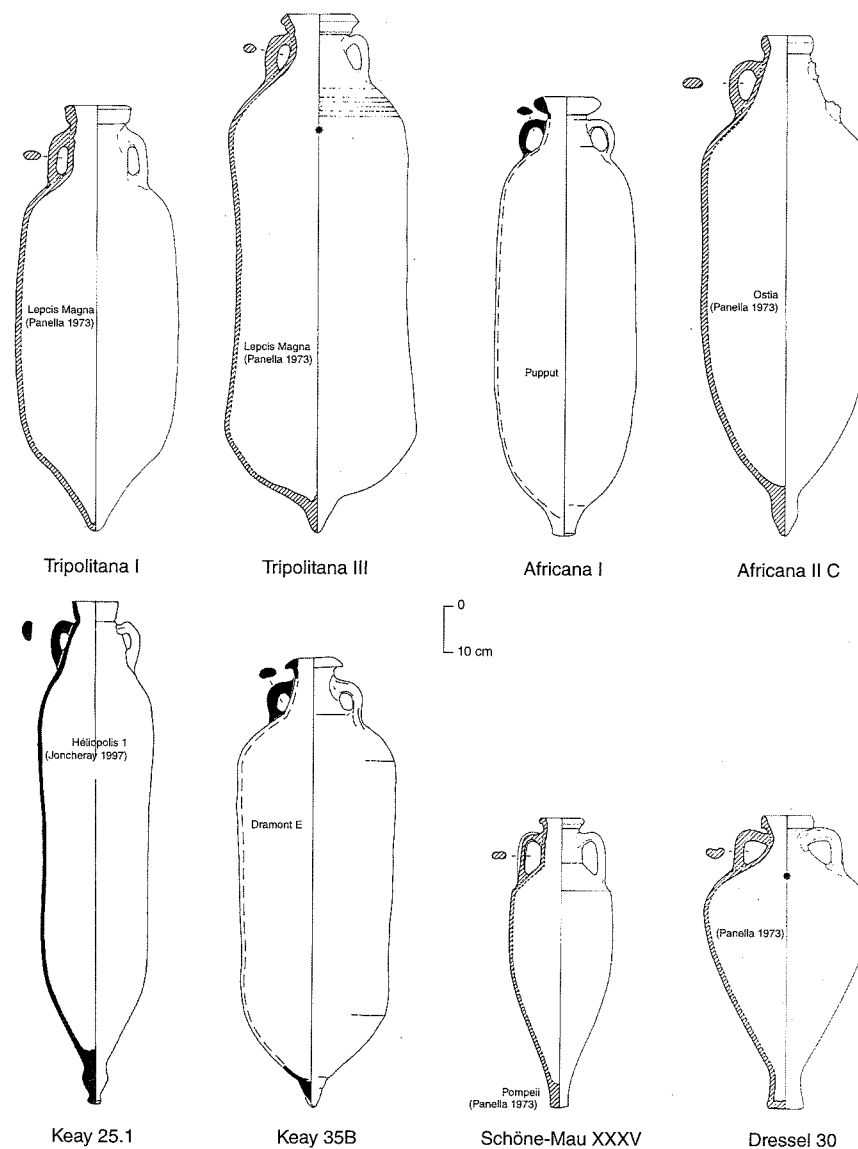 Lepcis Magna
(Panella 1973)
Lepcis Magna
(Panella 1973)
Pupput
Ostia
(Panella 1973)
Tripolitana I
Tripolitana III
Africana I
Africana II C
0
10 cm
Héliopolis 1
(Joncheray 1997)
Dramont E
Pompeii
(Panella 1973)
(Panella 1973)
Keay 25.1
Keay 35B
Schöne-Mau XXXV
Dressel 30